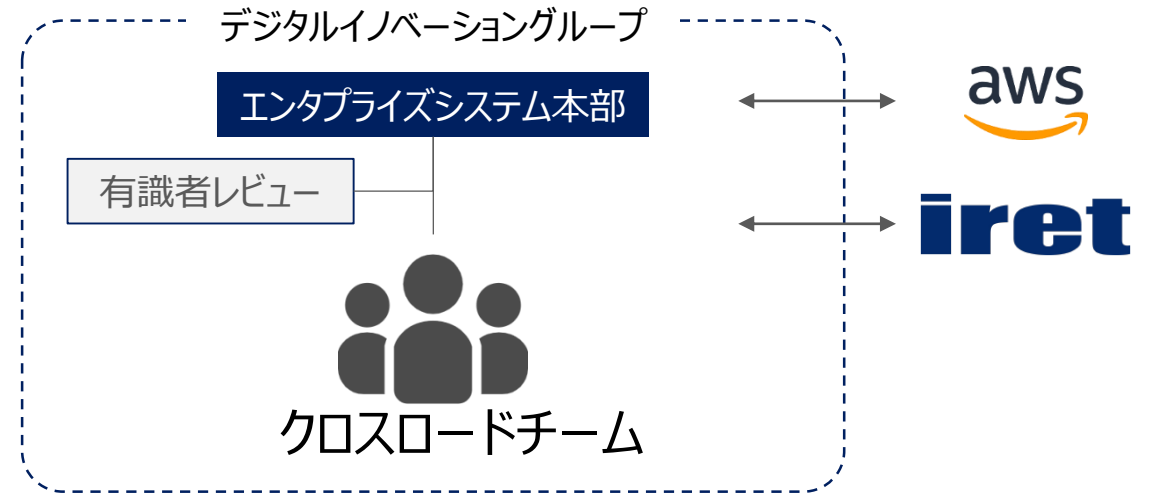 デジタルイノベーショングループ
エンタプライズシステム本部
有識者レビュー
クロスロードチーム
aws
iret